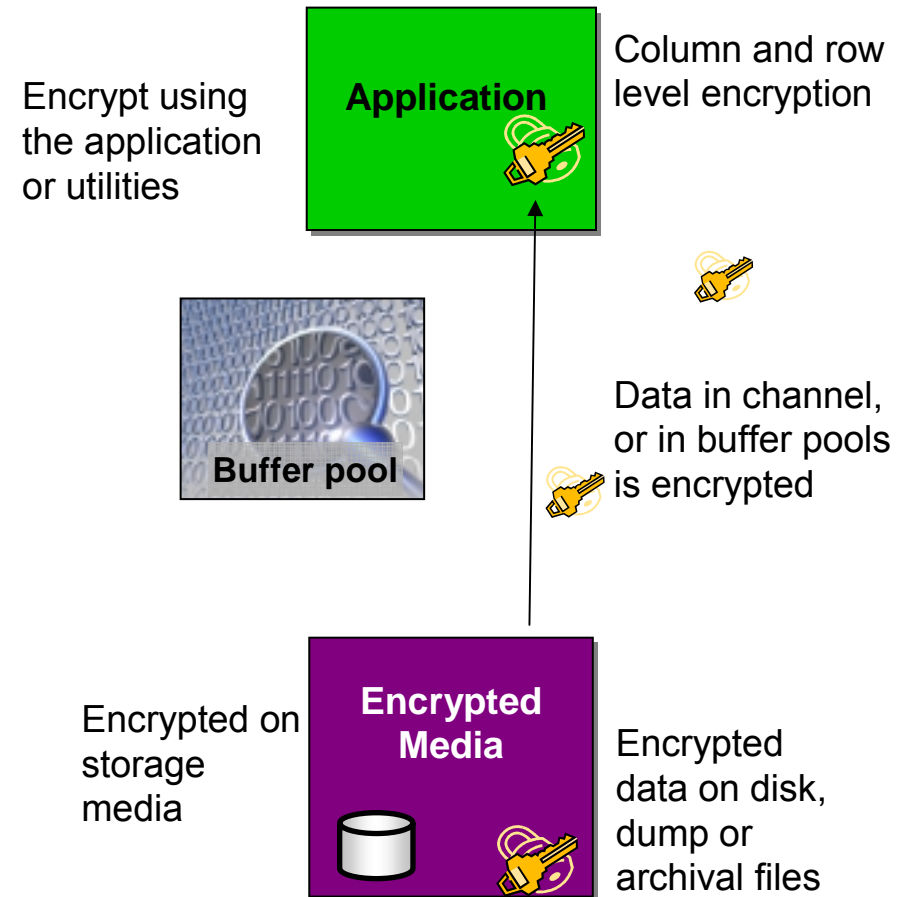 Encrypt using
the application
or utilities
Application
Column and row
level encryption
Buffer pool
Data in channel,
or in buffer pools
is encrypted
Encrypted on
storage
media
Encrypted
Media
Encrypted
data on disk,
dump or
archival files